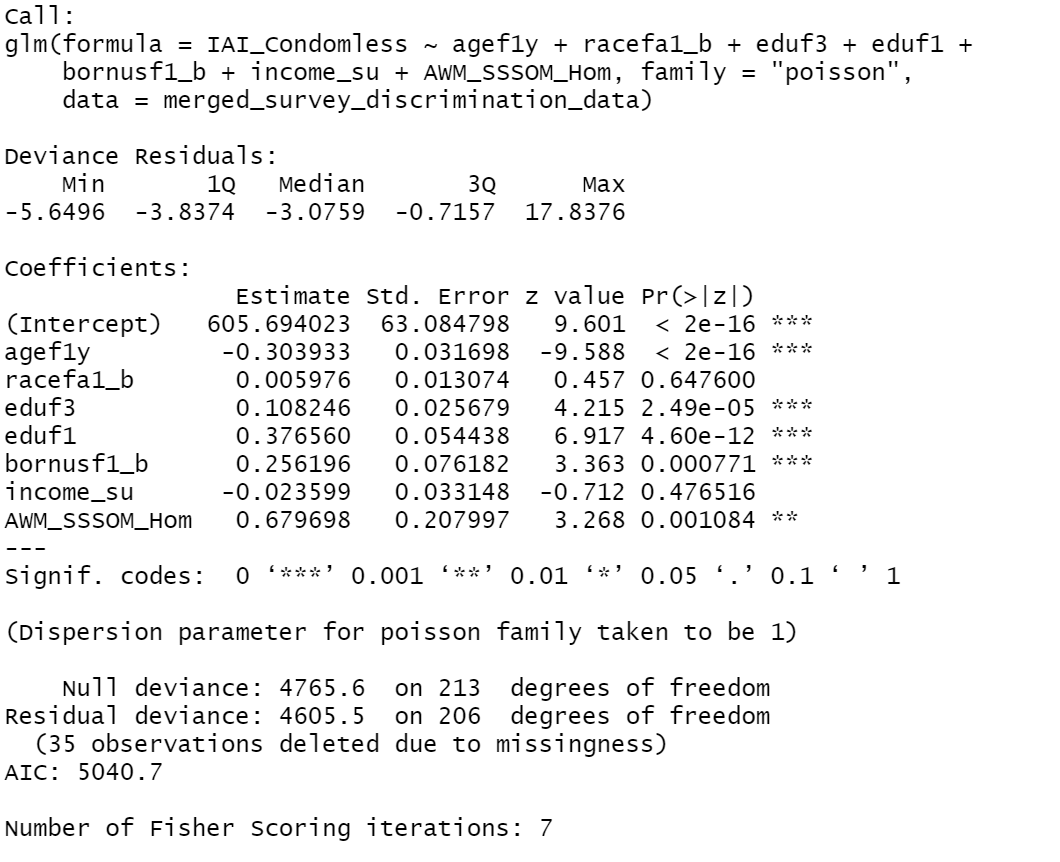 Call:
glm(formula = IAI_Condomless ~ agef1y + racefa1_b + eduf3 + eduf1 +
    bornusf1_b + income_su + AWM_SSSOM_Hom, family = "poisson",
    data = merged_survey_discrimination_data)

Deviance Residuals:
    Min       1Q   Median       3Q      Max
-5.6496  -3.8374  -3.0759  -0.7157  17.8376

Coefficients:
                Estimate Std. Error z value Pr(>|z|)
(Intercept)   605.694023  63.084798   9.601  < 2e-16 ***
agef1y         -0.303933   0.031698  -9.588  < 2e-16 ***
racefa1_b       0.005976   0.013074   0.457 0.647600
eduf3           0.108246   0.025679   4.215 2.49e-05 ***
eduf1           0.376560   0.054438   6.917 4.60e-12 ***
bornusf1_b      0.256196   0.076182   3.363 0.000771 ***
income_su      -0.023599   0.033148  -0.712 0.476516
AWM_SSSOM_Hom   0.679698   0.207997   3.268 0.001084 **
---
Signif. codes:  0 ‘***’ 0.001 ‘**’ 0.01 ‘*’ 0.05 ‘.’ 0.1 ‘ ’ 1

(Dispersion parameter for poisson family taken to be 1)

    Null deviance: 4765.6  on 213  degrees of freedom
Residual deviance: 4605.5  on 206  degrees of freedom
  (35 observations deleted due to missingness)
AIC: 5040.7

Number of Fisher Scoring iterations: 7